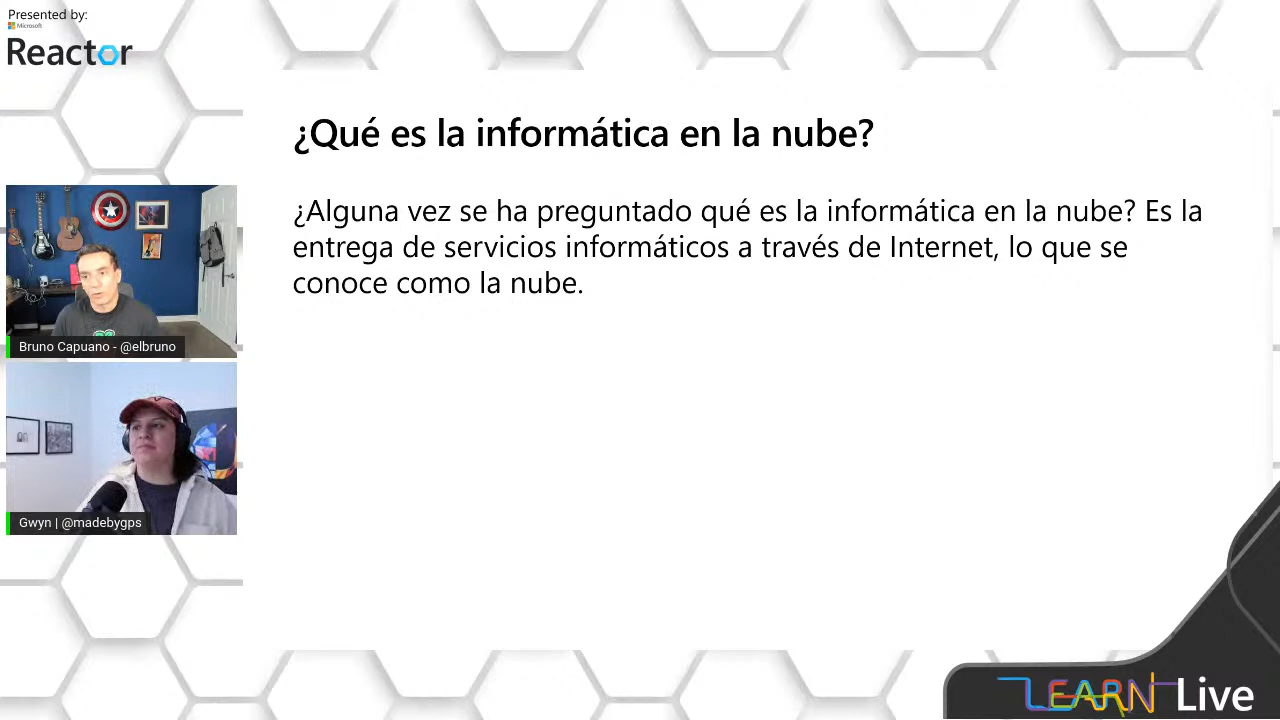 Presented by:
Microsoft
Reactor
¿Qué es la informática en la nube?
¿Alguna vez se ha preguntado qué es la informática en la nube? Es la
entrega de servicios informáticos a través de Internet, lo que se
conoce como la nube.
Bruno Capuano - @elbruno
Gwyn | @madebygps
LEARN Live